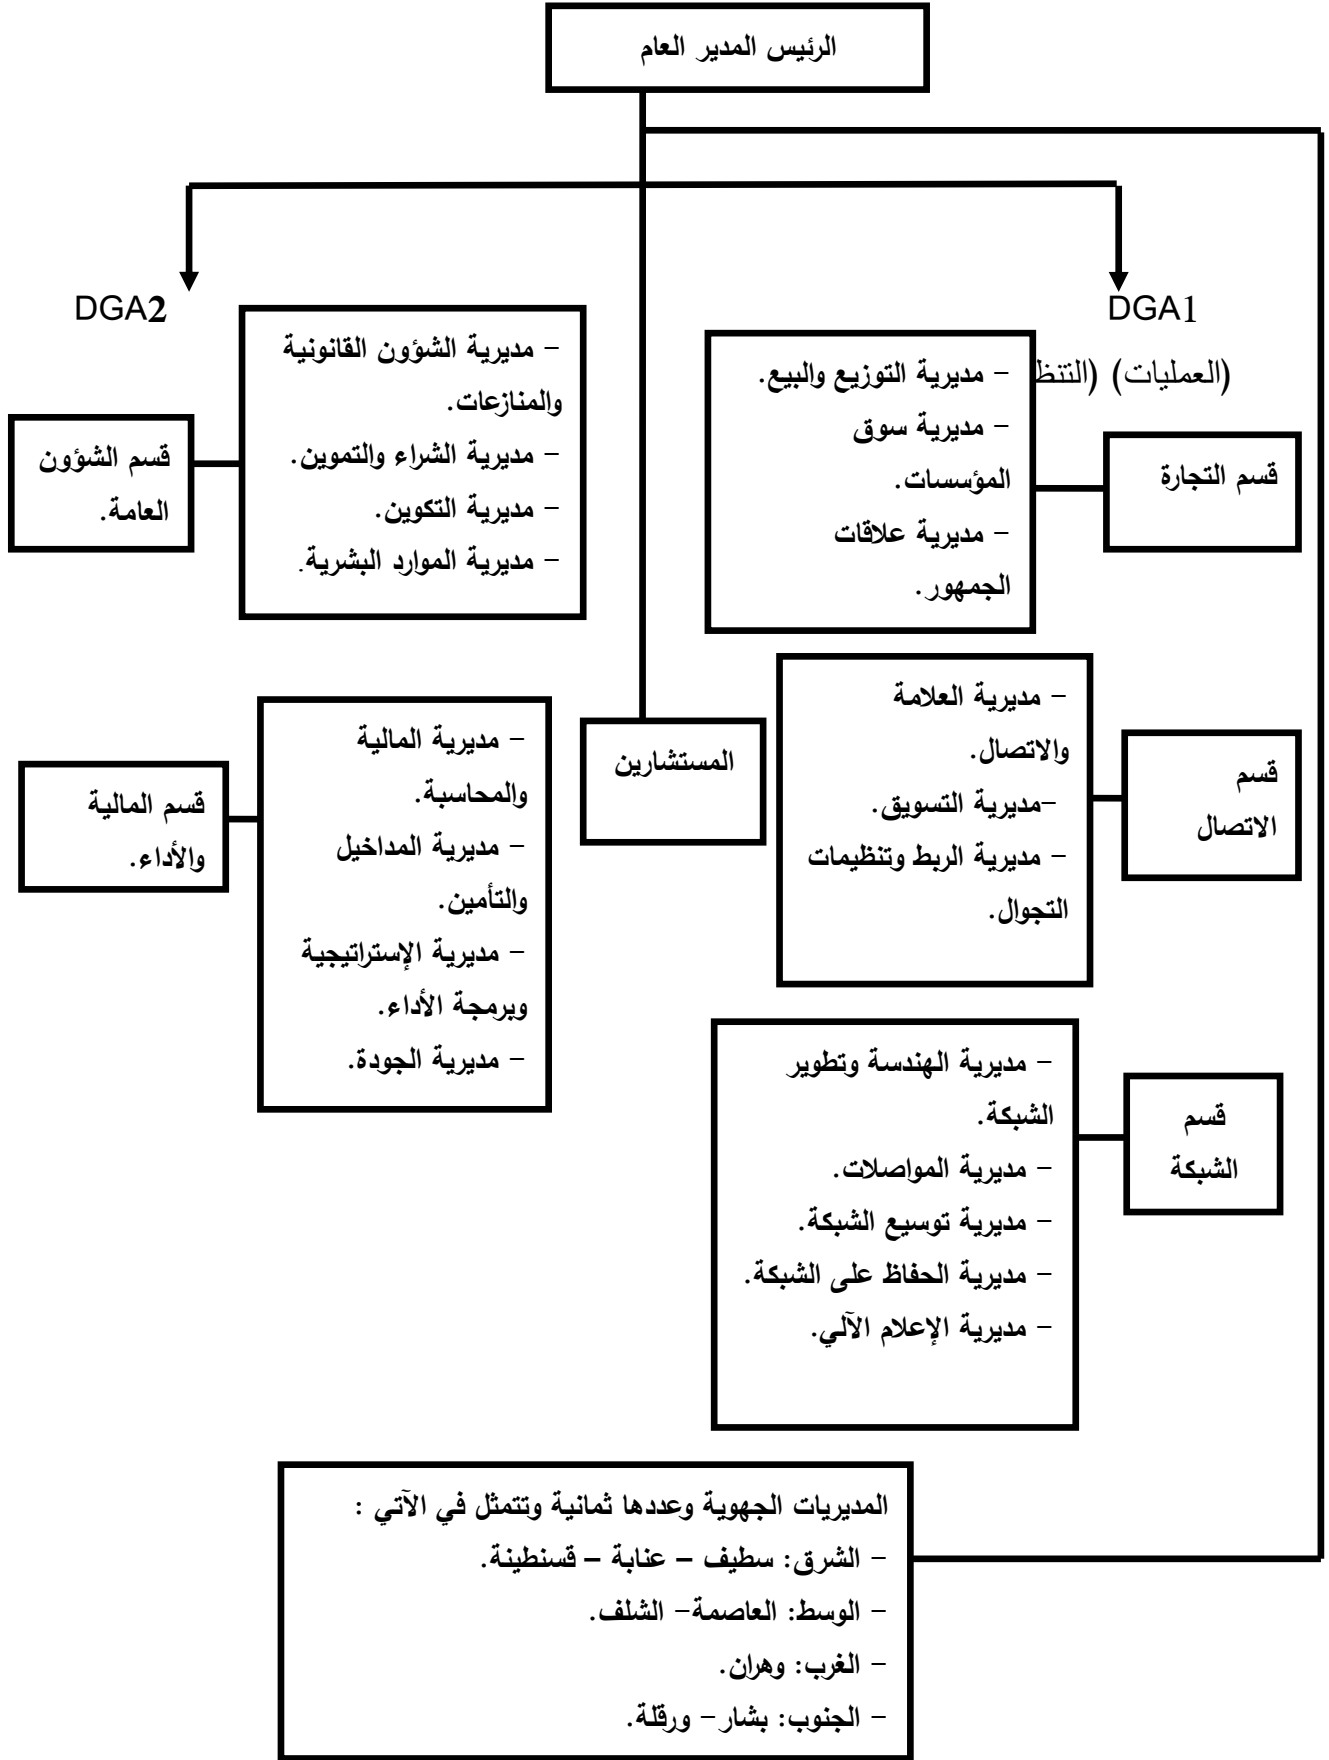 الرئيس المدير العام
DGA1
(العمليات) (التنظ
DGA2
- مديرية التوزيع والبيع.
- مديرية سوق
المؤسسات.
- مديرية علاقات
الجمهور.
قسم التجارة
- مديرية الشؤون القانونية
والمنازعات.
- مديرية الشراء والتموين.
- مديرية التكوين.
- مديرية الموارد البشرية.
قسم الشؤون
العامة.
- مديرية العلامة
والاتصال.
-مديرية التسويق.
- مديرية الربط وتنظيمات
التجوال.
قسم
الاتصال
المستشارين
- مديرية المالية
والمحاسبة.
- مديرية المداخيل
والتأمين.
- مديرية الإستراتيجية
وبرمجة الأداء.
- مديرية الجودة.
قسم المالية
والأداء.
- مديرية الهندسة وتطوير
الشبكة.
- مديرية المواصلات.
- مديرية توسيع الشبكة.
- مديرية الحفاظ على الشبكة.
- مديرية الإعلام الآلي.
قسم
الشبكة
المديريات الجهوية وعددها ثمانية وتتمثل في الآتي :
- الشرق: سطيف – عنابة – قسنطينة.
- الوسط: العاصمة- الشلف.
- الغرب: وهران.
- الجنوب: بشار- ورقلة.